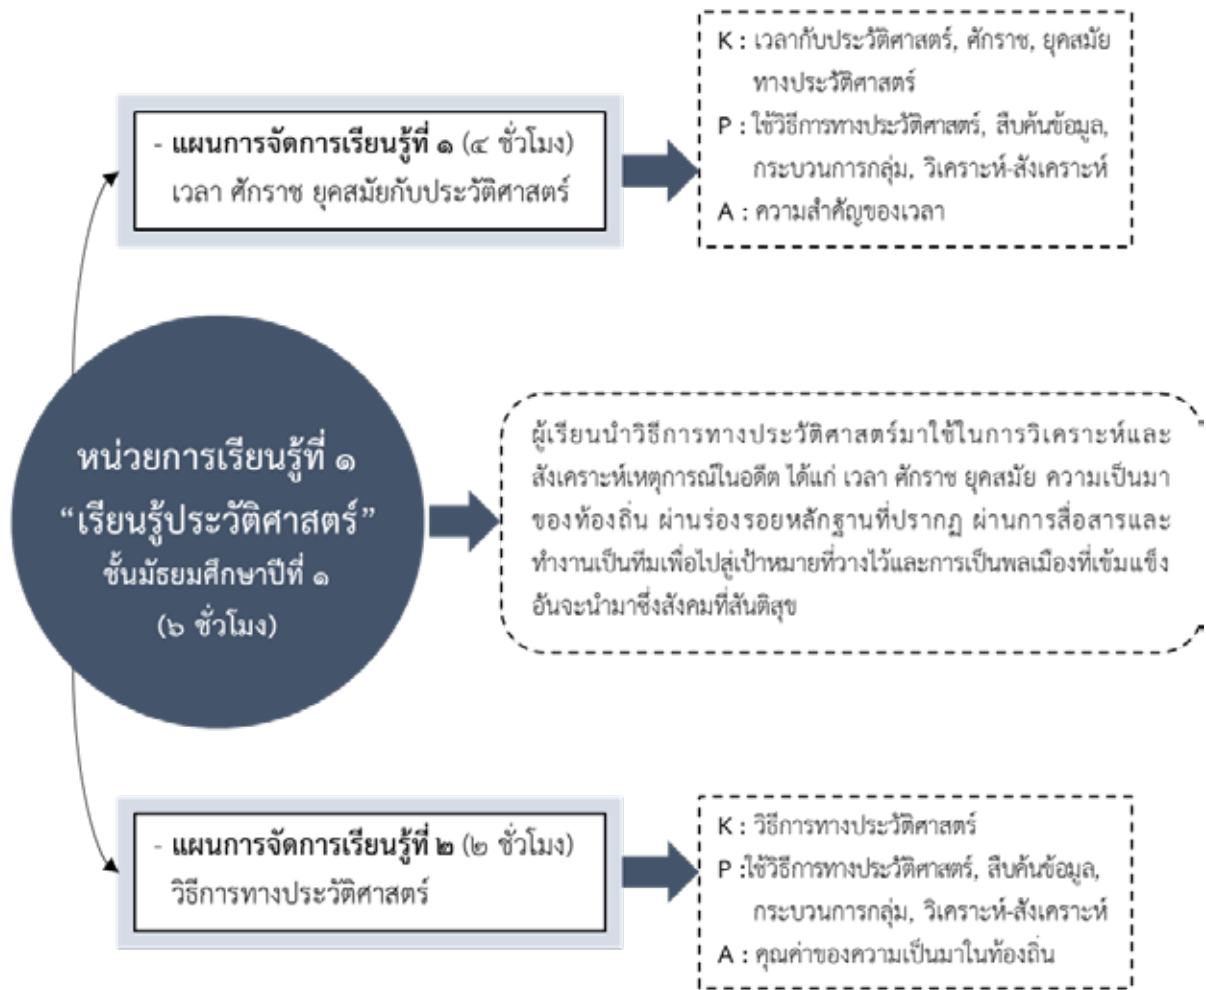 K : เวลากับประวัติศาสตร์, ศักราช, ยุคสมัย
ทางประวัติศาสตร์
P : ใช้วิธีการทางประวัติศาสตร์, สืบค้นข้อมูล,
กระบวนการกลุ่ม, วิเคราะห์-สังเคราะห์
A : ความสำคัญของเวลา
- แผนการจัดการเรียนรู้ที่ ๑ (๔ ชั่วโมง)
เวลา ศักราช ยุคสมัยกับประวัติศาสตร์
หน่วยการเรียนรู้ที่ ๑
“เรียนรู้ประวัติศาสตร์”
ชั้นมัธยมศึกษาปีที่ ๑
(๖ ชั่วโมง)
ผู้เรียนนำวิธีการทางประวัติศาสตร์มาใช้ในการวิเคราะห์และ
สังเคราะห์เหตุการณ์ในอดีต ได้แก่ เวลา ศักราช ยุคสมัย ความเป็นมา
ของท้องถิ่น ผ่านร่องรอยหลักฐานที่ปรากฏ ผ่านการสื่อสารและ
ทำงานเป็นทีมเพื่อไปสู่เป้าหมายที่วางไว้และการเป็นพลเมืองที่เข้มแข็ง
อันจะนำมาซึ่งสังคมที่สันติสุข
- แผนการจัดการเรียนรู้ที่ ๒ (๒ ชั่วโมง)
วิธีการทางประวัติศาสตร์
K : วิธีการทางประวัติศาสตร์
P :ใช้วิธีการทางประวัติศาสตร์, สืบค้นข้อมูล,
กระบวนการกลุ่ม, วิเคราะห์-สังเคราะห์
A : คุณค่าของความเป็นมาในท้องถิ่น